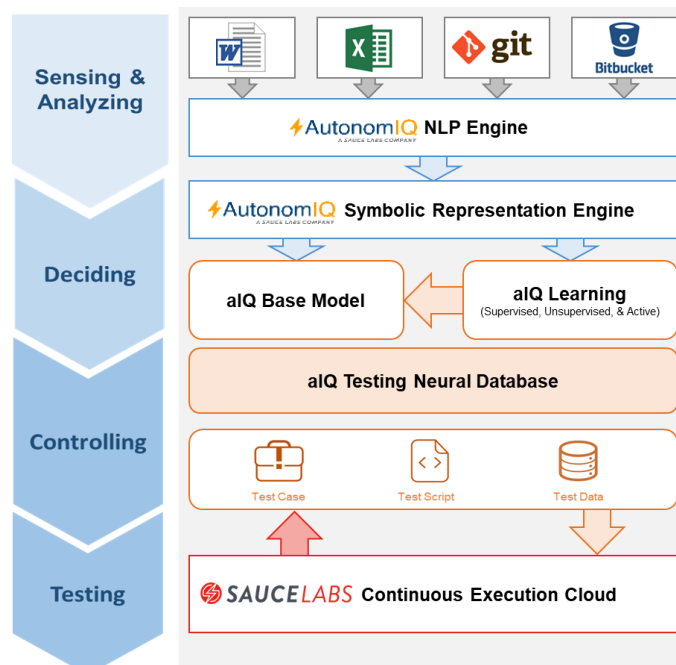 Sensing &
Analyzing
W
X
git
Bitbucket
AutonomIQ NLP Engine
A SAUCE LABS COMPANY
AutonomIQ Symbolic Representation Engine
A SAUCE LABS COMPANY
Deciding
aIQ Base Model
aIQ Learning
(Supervised, Unsupervised, & Active)
aIQ Testing Neural Database
Controlling
Test Case
Test Script
Test Data
Testing
SAUCELABS Continuous Execution Cloud